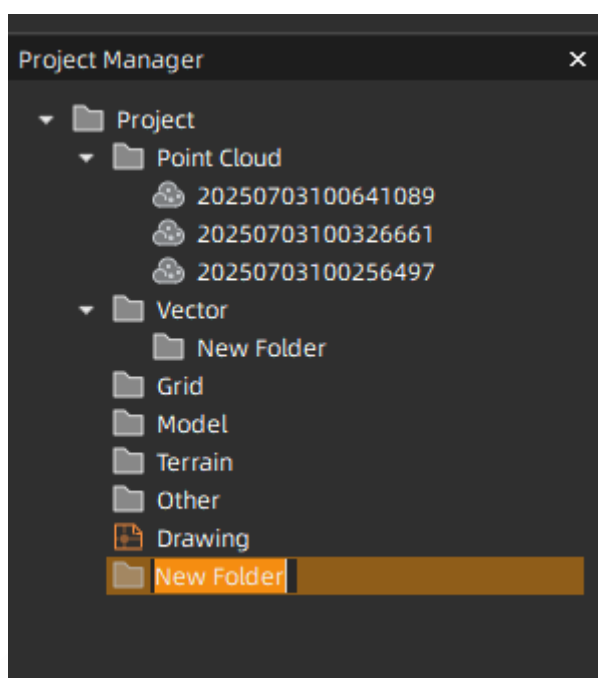 Project Manager
Project
Point Cloud
20250703100641089
20250703100326661
20250703100256497
Vector
New Folder
Grid
Model
Terrain
Other
Drawing
New Folder